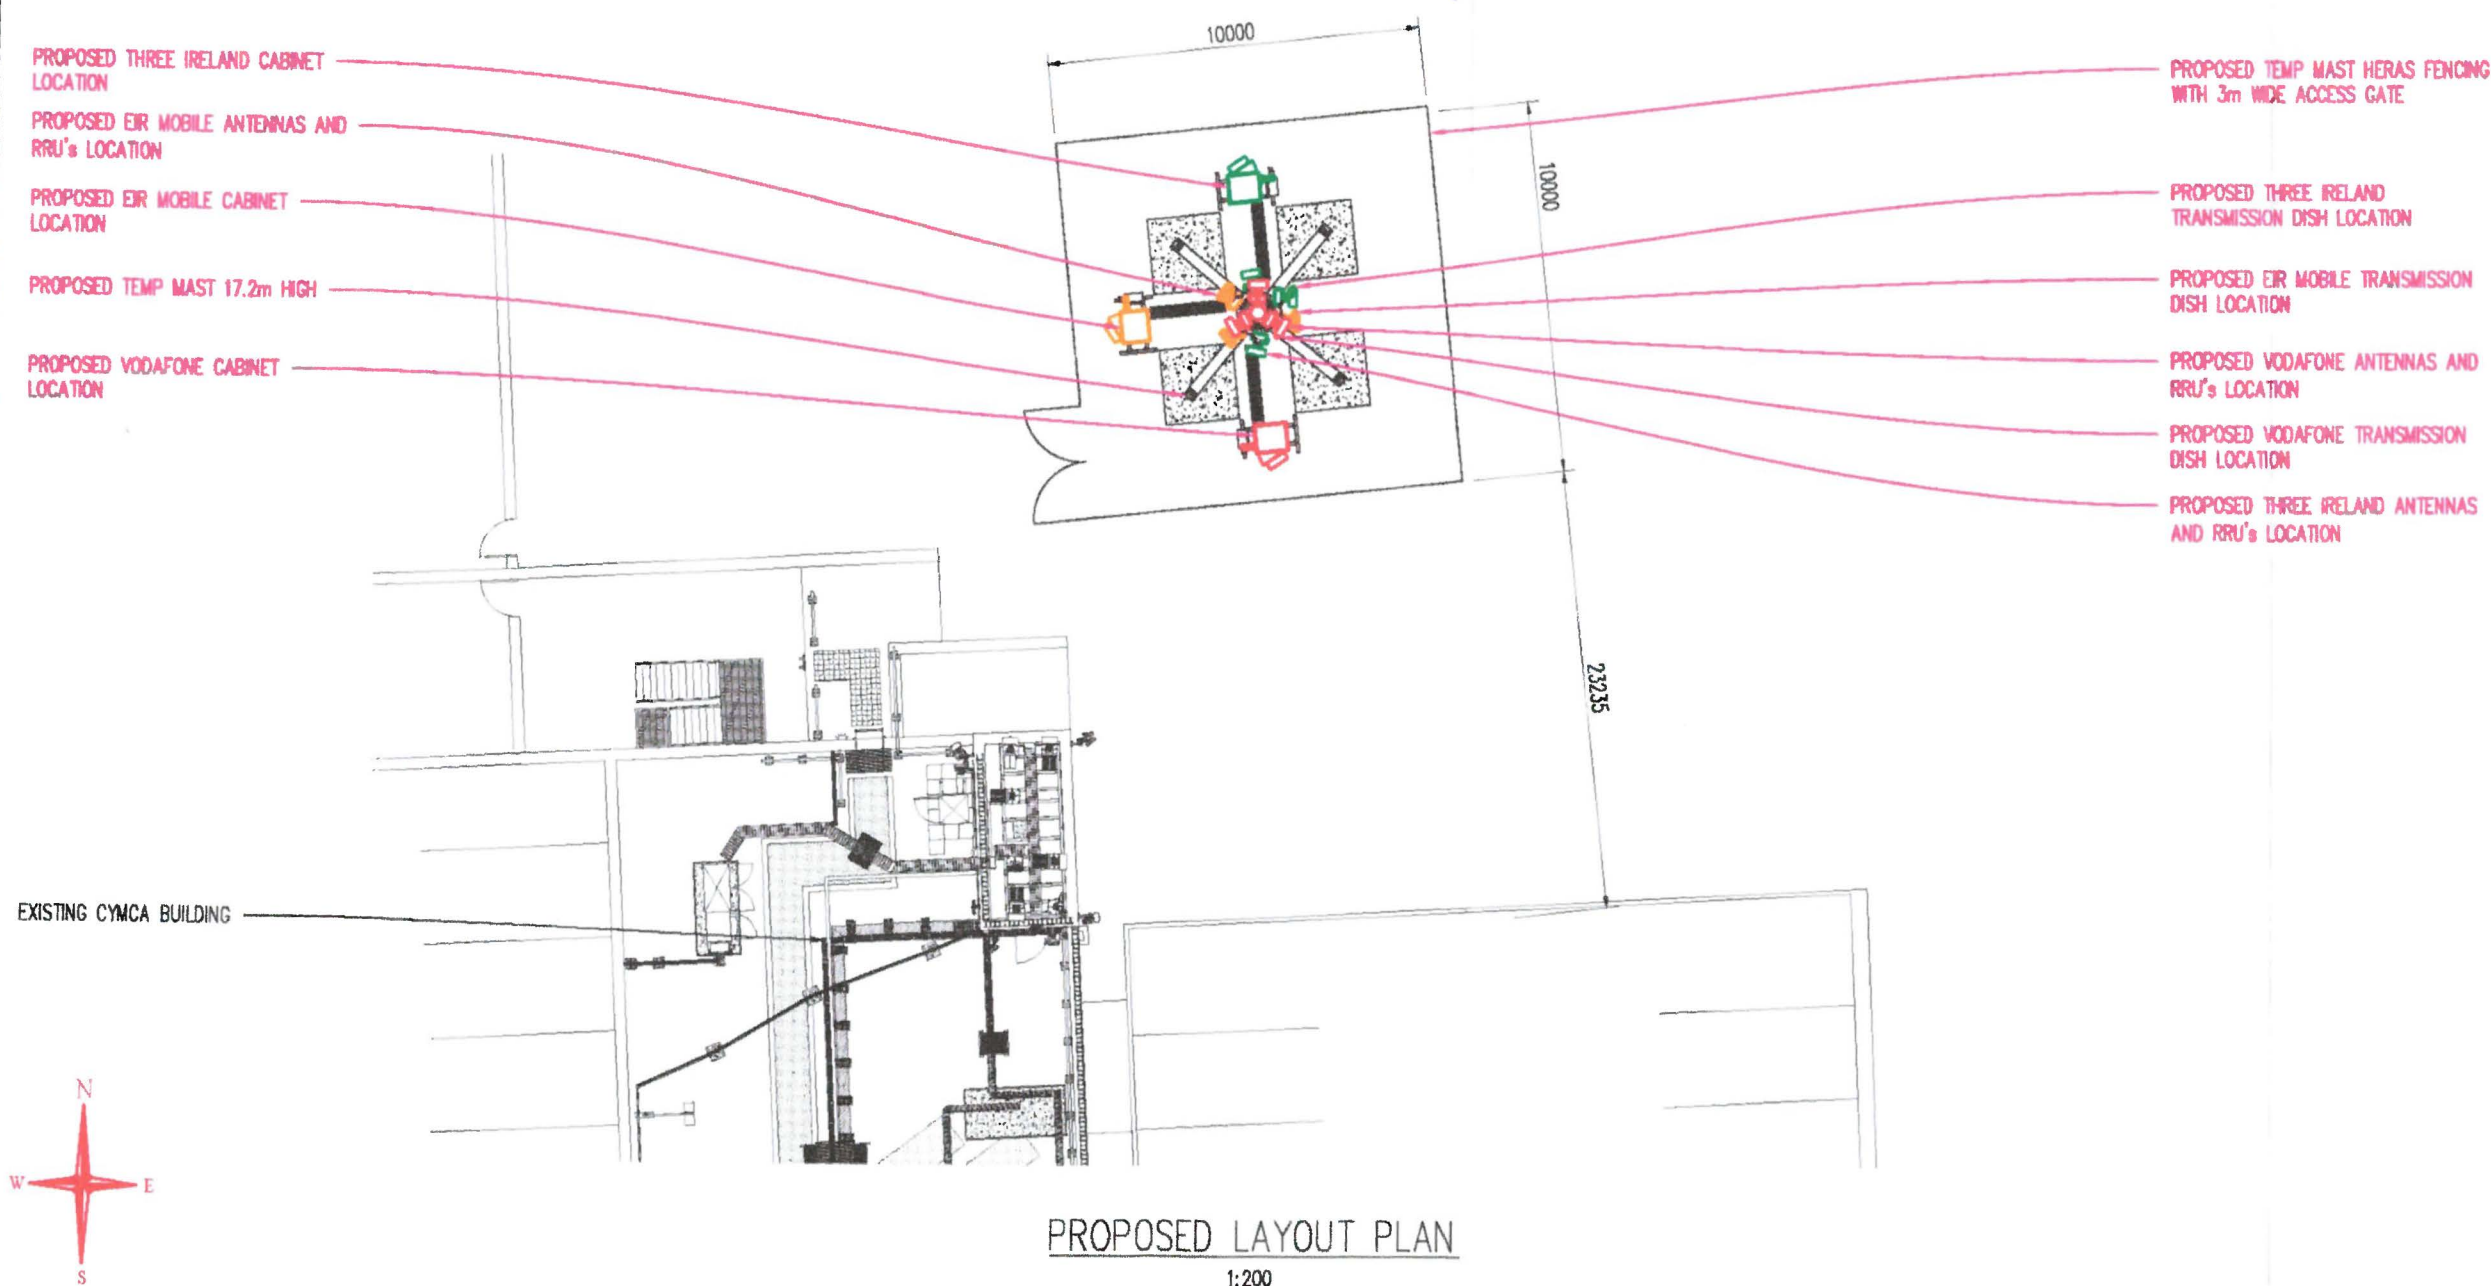 10000
PROPOSED THREE IRELAND CABINET
LOCATION
PROPOSED EIR MOBILE ANTENNAS AND
RRU's LOCATION
PROPOSED EIR MOBILE CABINET
LOCATION
PROPOSED TEMP MAST 17.2m HIGH
PROPOSED VODAFONE CABINET
LOCATION
PROPOSED TEMP MAST HERAS FENCING
WITH 3m WIDE ACCESS GATE
10000
PROPOSED THREE IRELAND
TRANSMISSION DISH LOCATION
PROPOSED EIR MOBILE TRANSMISSION
DISH LOCATION
PROPOSED VODAFONE ANTENNAS AND
RRU's LOCATION
PROPOSED VODAFONE TRANSMISSION
DISH LOCATION
PROPOSED THREE IRELAND ANTENNAS
AND RRU's LOCATION
23235
EXISTING CYMCA BUILDING
N
W
E
S
PROPOSED LAYOUT PLAN
1:200